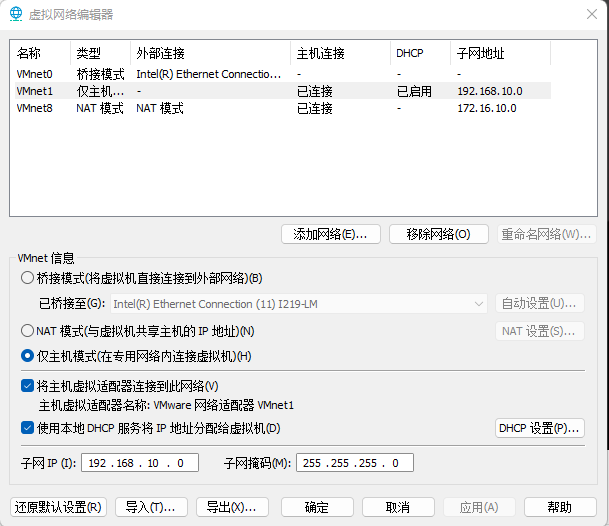 虚拟网络编辑器
名称 类型 外部连接 主机连接 DHCP 子网地址
VMnet0 桥接模式 Intel(R) Ethernet Connectio... - - -
VMnet1 仅主机... - 已连接 已启用 192.168.10.0
VMnet8 NAT 模式 NAT 模式 已连接 - 172.16.10.0
添加网络(E)... 移除网络(O) 重命名网络(W)...
VMnet 信息
桥接模式(将虚拟机直接连接到外部网络)(B)
已桥接至(G): Intel(R) Ethernet Connection (11) I219-LM 自动设置(U)...
NAT 模式(与虚拟机共享主机的 IP 地址)(N) NAT 设置(S)...
仅主机模式(在专用网络内连接虚拟机)(H)
将主机虚拟适配器连接到此网络(V)
主机虚拟适配器名称: VMware 网络适配器 VMnet1
使用本地 DHCP 服务将 IP 地址分配给虚拟机(D) DHCP 设置(P)...
子网 IP (I): 192 . 168 . 10 . 0 子网掩码(M): 255 . 255 . 255 . 0
还原默认设置(R) 导入(T)... 导出(X)... 确定 取消 应用(A) 帮助